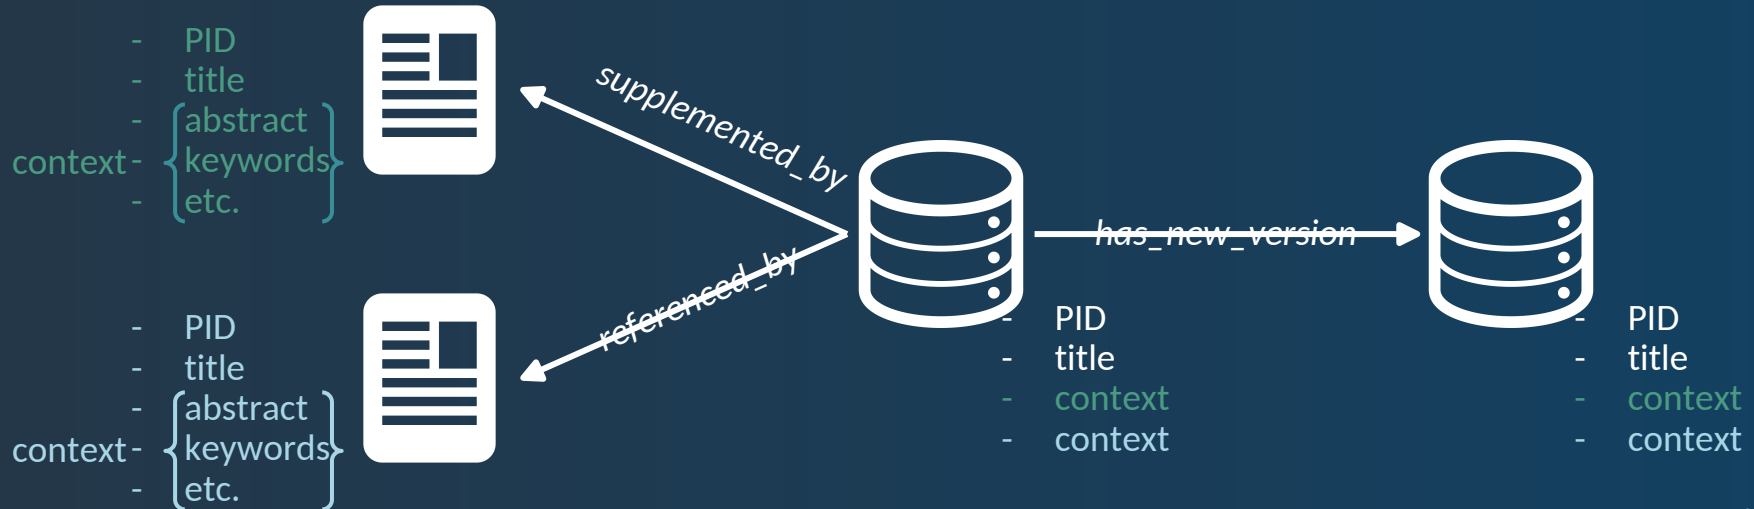 - PID
- title
- abstract
context - keywords
- etc.
supplemented_by
referenced_by
has_new_version
- PID
- title
- abstract
context - keywords
- etc.
- PID
- title
- context
- context
- PID
- title
- context
- context